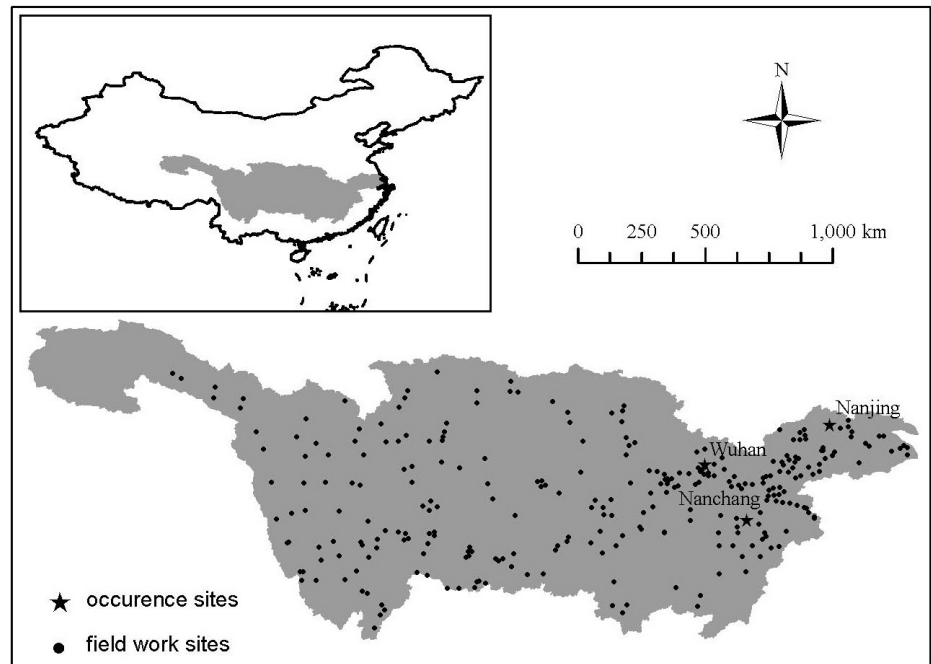 N
0 250 500 1,000 km
Nanjing
Wuhan
Nanchang
occurence sites
field work sites